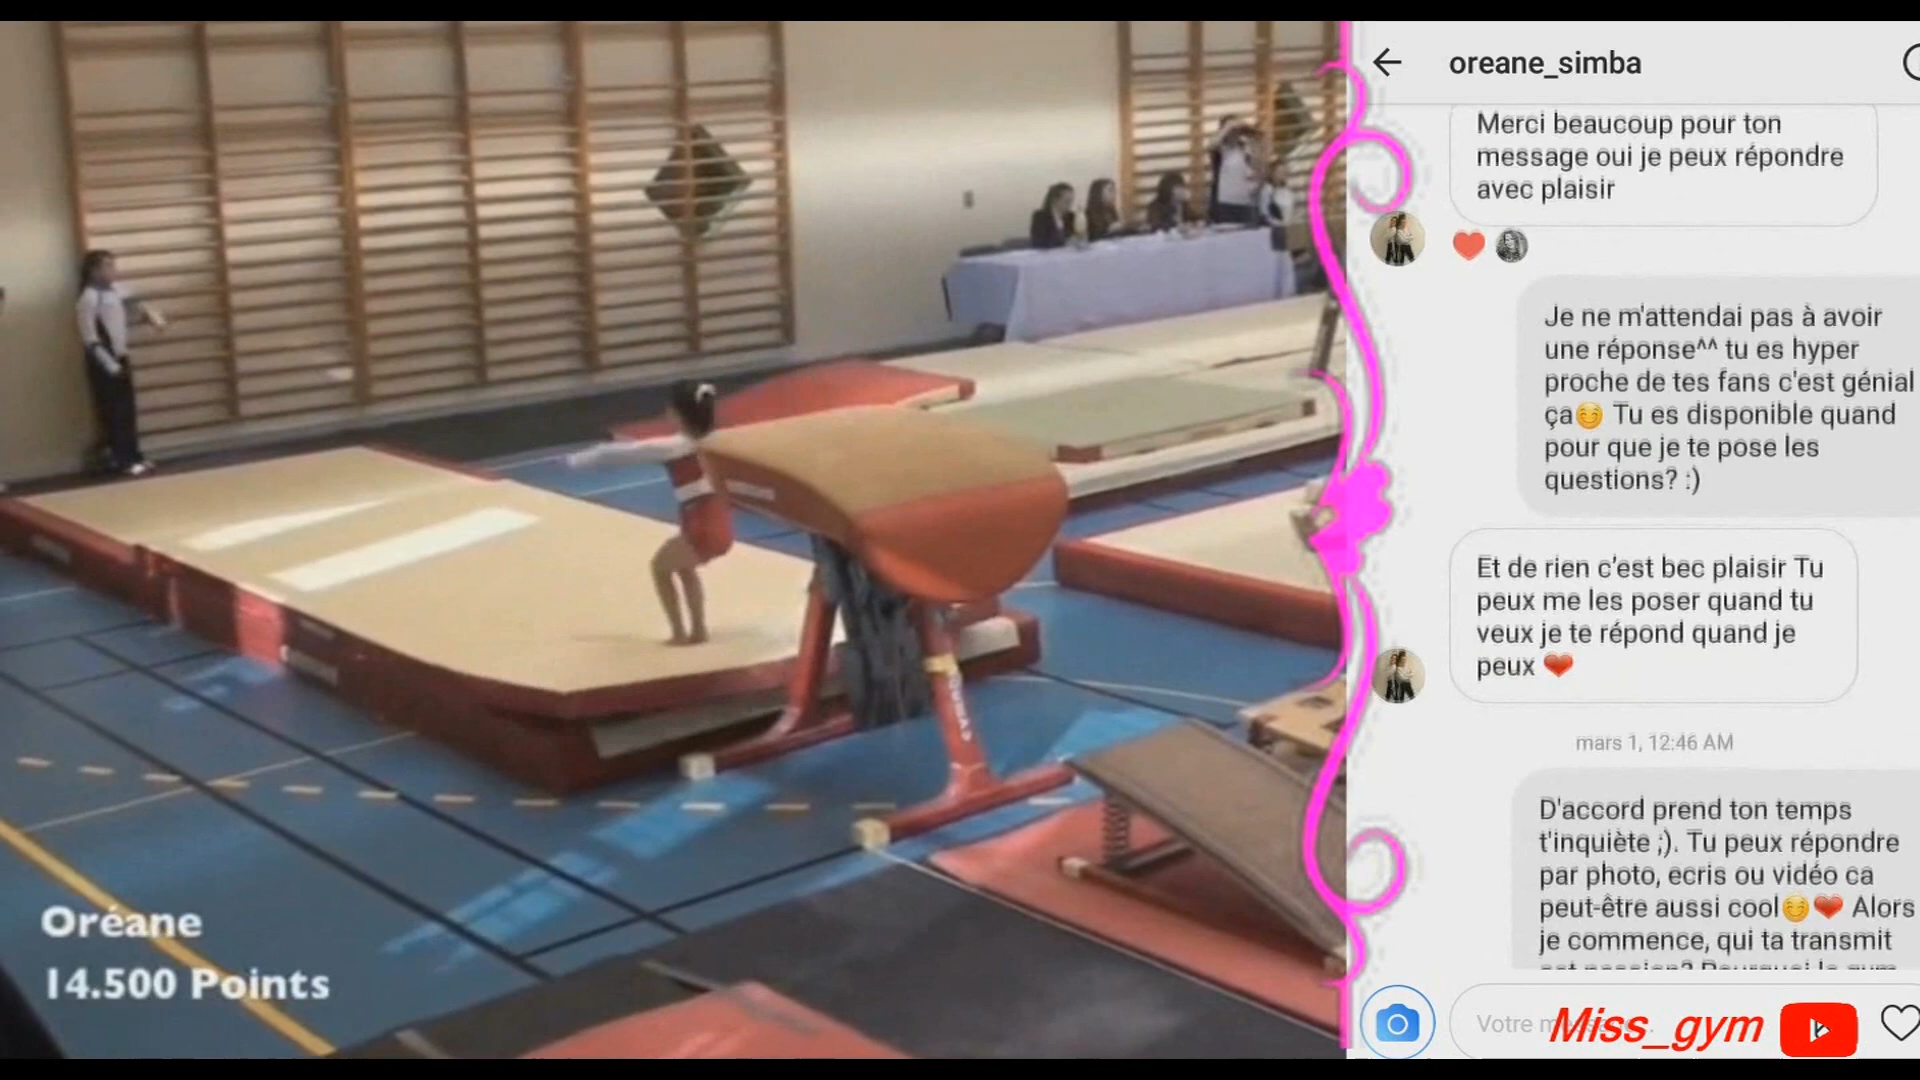 oreane_simba
Merci beaucoup pour ton
message oui je peux répondre
avec plaisir
Je ne m'attendai pas à avoir
une réponse^^ tu es hyper
proche de tes fans c'est génial
ça😊 Tu es disponible quand
pour que je te pose les
questions? :)
Et de rien c'est bec plaisir Tu
peux me les poser quand tu
veux je te répond quand je
peux ❤
mars 1, 12:46 AM
D'accord prend ton temps
t'inquiète ;). Tu peux répondre
par photo, ecris ou vidéo ca
peut-être aussi cool😊❤ Alors
je commence, qui ta transmit
Votre
Miss_gym
Oréane
14.500 Points